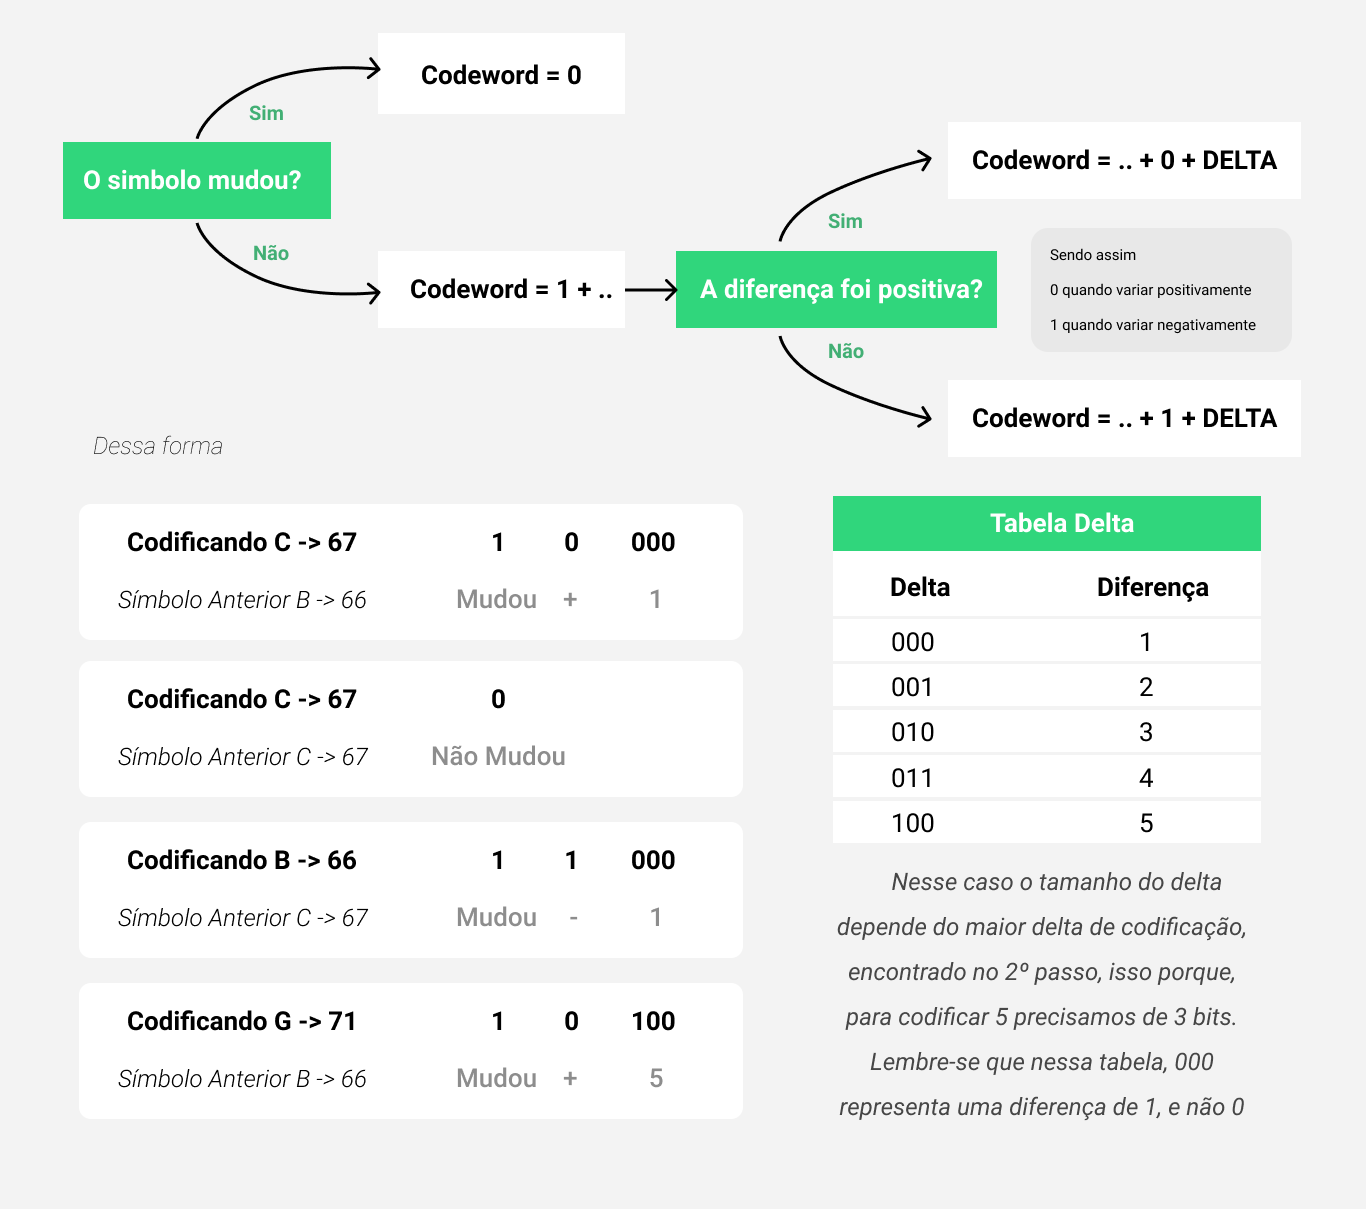 Codeword = 0
Sim
O simbolo mudou?
Não
Codeword = 1 + ..
A diferença foi positiva?
Sim
Codeword = .. + 0 + DELTA
Sendo assim
0 quando variar positivamente
1 quando variar negativamente
Não
Codeword = .. + 1 + DELTA
Dessa forma
Codificando C -> 67 1 0 000
Símbolo Anterior B -> 66 Mudou + 1
Codificando C -> 67 0
Símbolo Anterior C -> 67 Não Mudou
Codificando B -> 66 1 1 000
Símbolo Anterior C -> 67 Mudou - 1
Codificando G -> 71 1 0 100
Símbolo Anterior B -> 66 Mudou + 5
Tabela Delta
Delta Diferença
000 1
001 2
010 3
011 4
100 5
Nesse caso o tamanho do delta
depende do maior delta de codificação,
encontrado no 2º passo, isso porque,
para codificar 5 precisamos de 3 bits.
Lembre-se que nessa tabela, 000
representa uma diferença de 1, e não 0